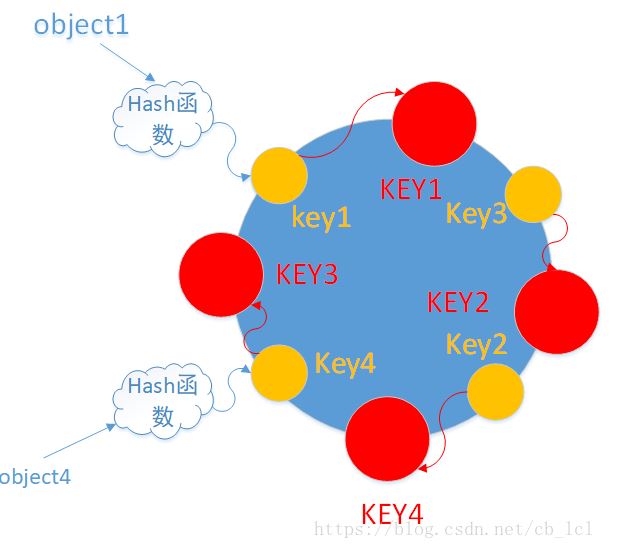 object1
Hash函
数
KEY1
key1
Key3
KEY3
KEY2
Key2
Key4
Hash函
数
object4
KEY4
https://blog.csdn.net/cb_lcl